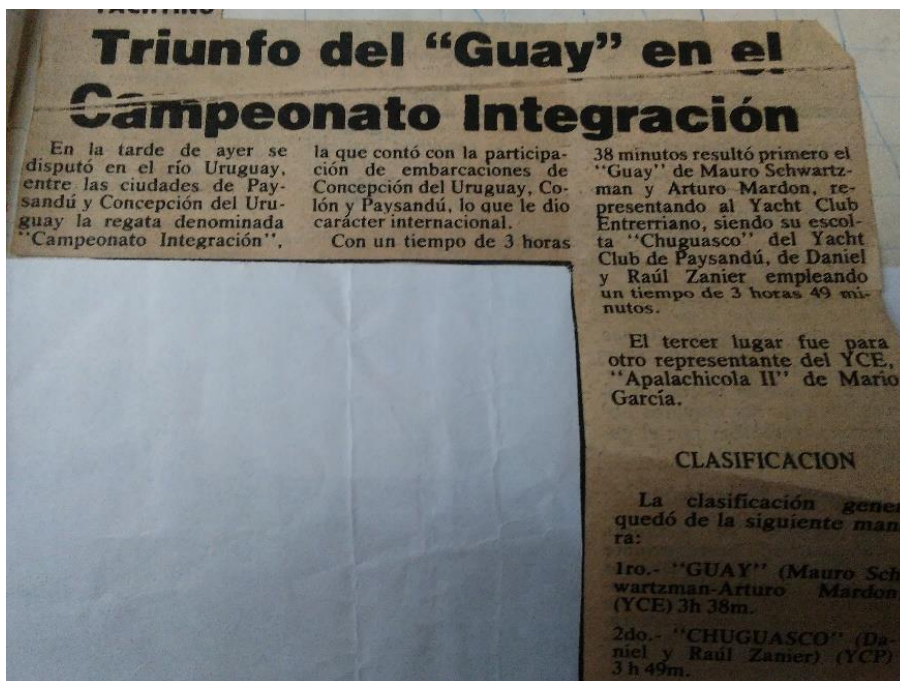 YACHTING
Triunfo del “Guay” en el
Campeonato Integración
En la tarde de ayer se
disputó en el río Uruguay,
entre las ciudades de Pay-
sandú y Concepción del Uru-
guay la regata denominada
“Campeonato Integración”,
la que contó con la participa-
ción de embarcaciones de
Concepción del Uruguay, Co-
lón y Paysandú, lo que le dio
carácter internacional.
Con un tiempo de 3 horas
38 minutos resultó primero el
“Guay” de Mauro Schwartz-
man y Arturo Mardon, re-
presentando al Yacht Club
Entrerriano, siendo su escol-
ta “Chuguasco” del Yacht
Club de Paysandú, de Daniel
y Raúl Zanier empleando
un tiempo de 3 horas 49 mi-
nutos.
El tercer lugar fue para
otro representante del YCE,
“Apalachicola II” de Mario
García.
CLASIFICACION
La clasificación gene
quedó de la siguiente man
ra:
1ro.- “GUAY” (Mauro Sch
wartzman-Arturo Mardon
(YCE) 3h 38m.
2do.- “CHUGUASCO” (Da-
niel y Raúl Zanier) (YCP)
3 h 49m.